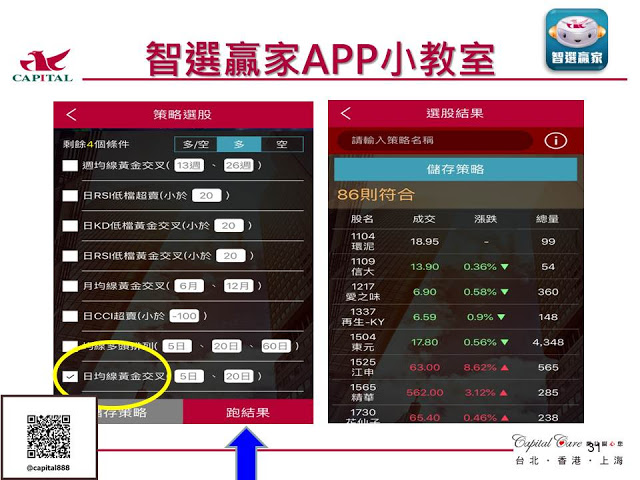 CAPITAL
智選贏家APP小教室
智選贏家
策略選股
剩餘4個條件 多/空 多 空
週均線黃金交叉( 13週 、 26週 )
日RSI低檔超賣(小於 20 )
日KD低檔黃金交叉(小於 20 )
日RSI低檔黃金交叉(小於 20 )
月均線黃金交叉( 6月 、 12月 )
日CCI超賣(小於 -100 )
均線多頭排列( 5日 、 20日 、 60日 )
日均線黃金交叉( 5日 、 20日 )
儲存策略 跑結果
@capital888
選股結果
請輸入策略名稱
儲存策略
86則符合
股名 成交 漲跌 總量
1104
環泥 18.95 - 99
1109
信大 13.90 0.36% ▼ 54
1217
愛之味 6.90 0.58% ▼ 360
1337
再生-KY 6.59 0.9% ▼ 148
1504
東元 17.80 0.56% ▼ 4,348
1525
江申 63.00 8.62% ▲ 565
1565
精華 562.00 3.12% ▲ 285
1730
花仙子 65.40 0.46% ▲ 238
Capital Care
31
台北・香港・上海